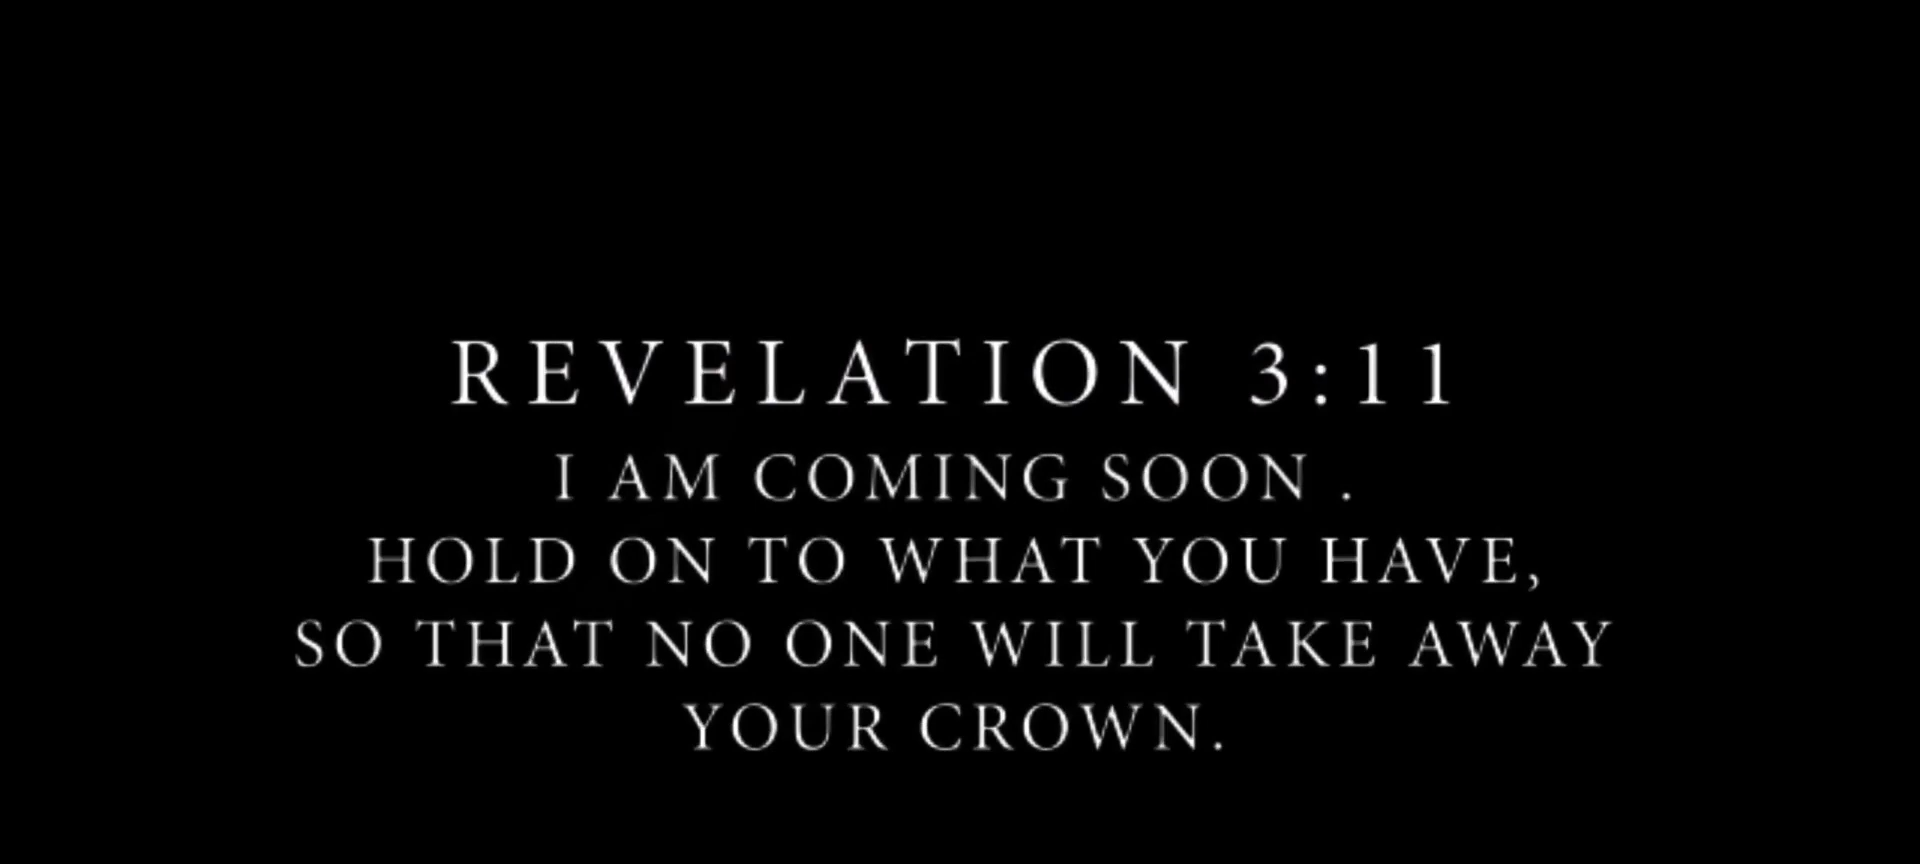 REVELATION 3:11
I AM COMING SOON .
HOLD ON TO WHAT YOU HAVE,
SO THAT NO ONE WILL TAKE AWAY
YOUR CROWN.